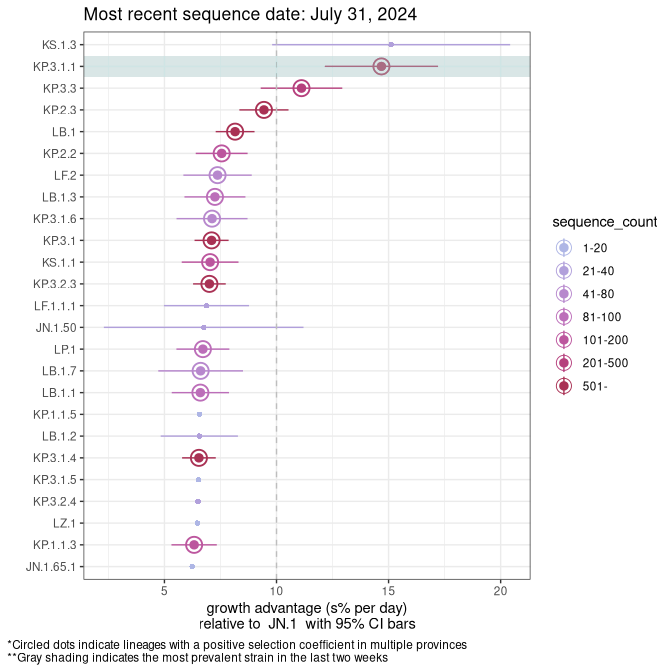 Most recent sequence date: July 31, 2024
KS.1.3
KP.3.1.1
KP.3.3
KP.2.3
LB.1
KP.2.2
LF.2
LB.1.3
KP.3.1.6
KP.3.1
KS.1.1
KP.3.2.3
LF.1.1.1
JN.1.50
LP.1
LB.1.7
LB.1.1
KP.1.1.5
LB.1.2
KP.3.1.4
KP.3.1.5
KP.3.2.4
LZ.1
KP.1.1.3
JN.1.65.1
5 10 15 20
growth advantage (s% per day)
relative to JN.1 with 95% CI bars
sequence_count
1-20
21-40
41-80
81-100
101-200
201-500
501-
*Circled dots indicate lineages with a positive selection coefficient in multiple provinces
**Gray shading indicates the most prevalent strain in the last two weeks